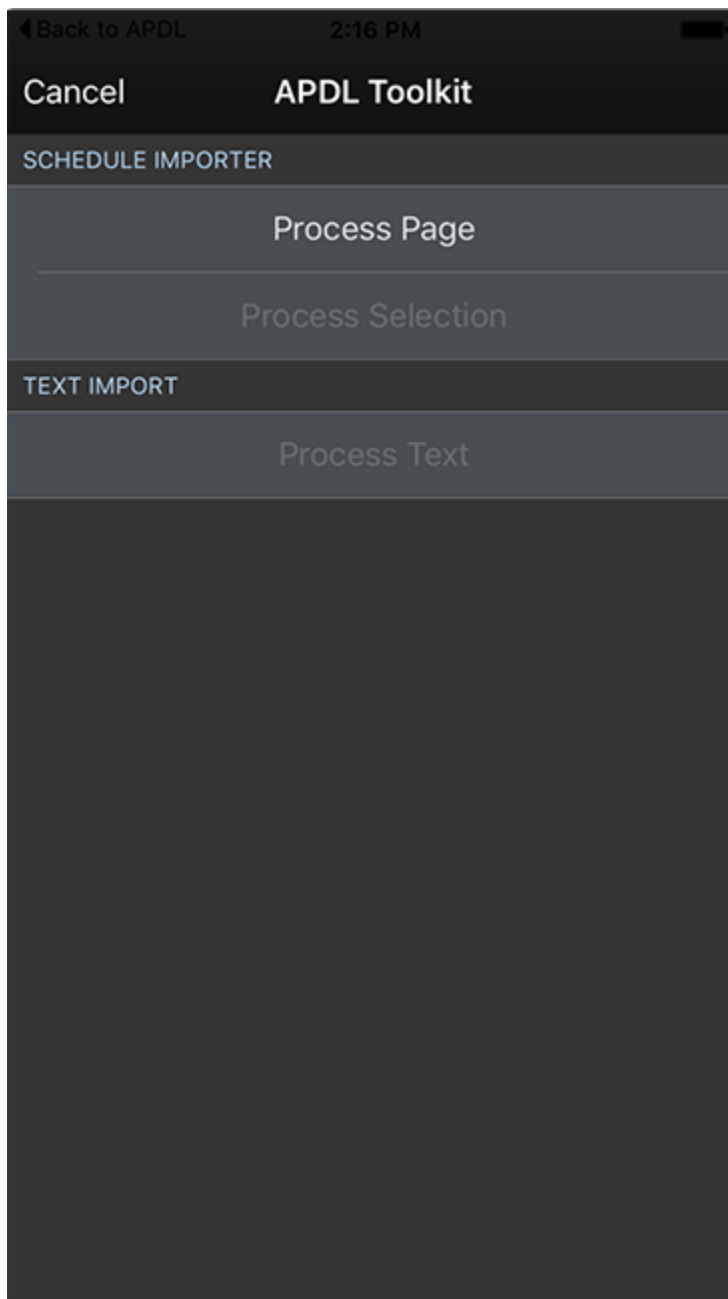 Back to APDL 2:16 PM
Cancel APDL Toolkit
SCHEDULE IMPORTER
Process Page
Process Selection
TEXT IMPORT
Process Text